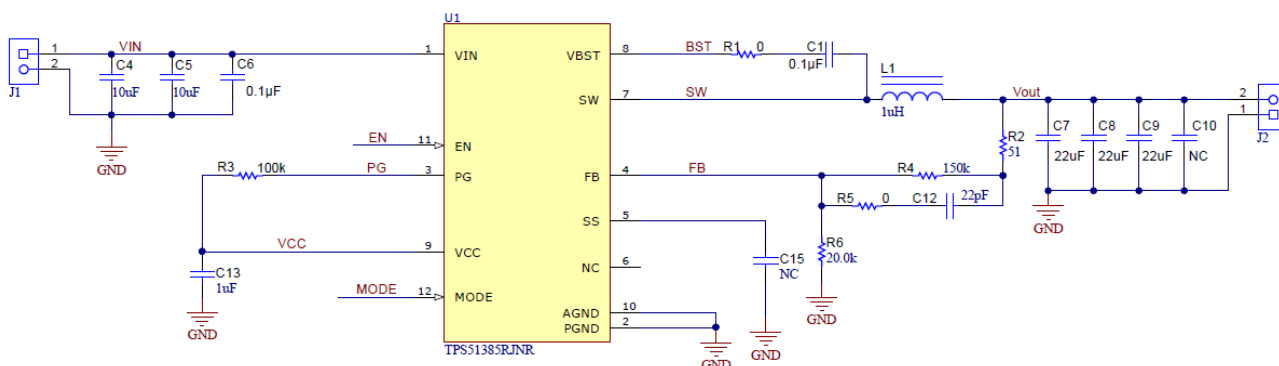 U1
VIN
1
2
J1
C4
10uF
C5
10uF
C6
0.1µF
GND
1
VIN
VBST
8
BST
R1
0
C1
0.1µF
SW
7
SW
L1
1uH
Vout
2
1
J2
R2
51
C7
22uF
C8
22uF
C9
22uF
C10
NC
GND
EN
11
EN
R3
100k
PG
3
PG
FB
4
FB
R4
150k
R5
0
C12
22pF
SS
5
R6
20.0k
GND
VCC
9
VCC
C13
1uF
GND
NC
6
C15
NC
GND
MODE
12
MODE
AGND
10
PGND
2
GND
TPS51385RJNR